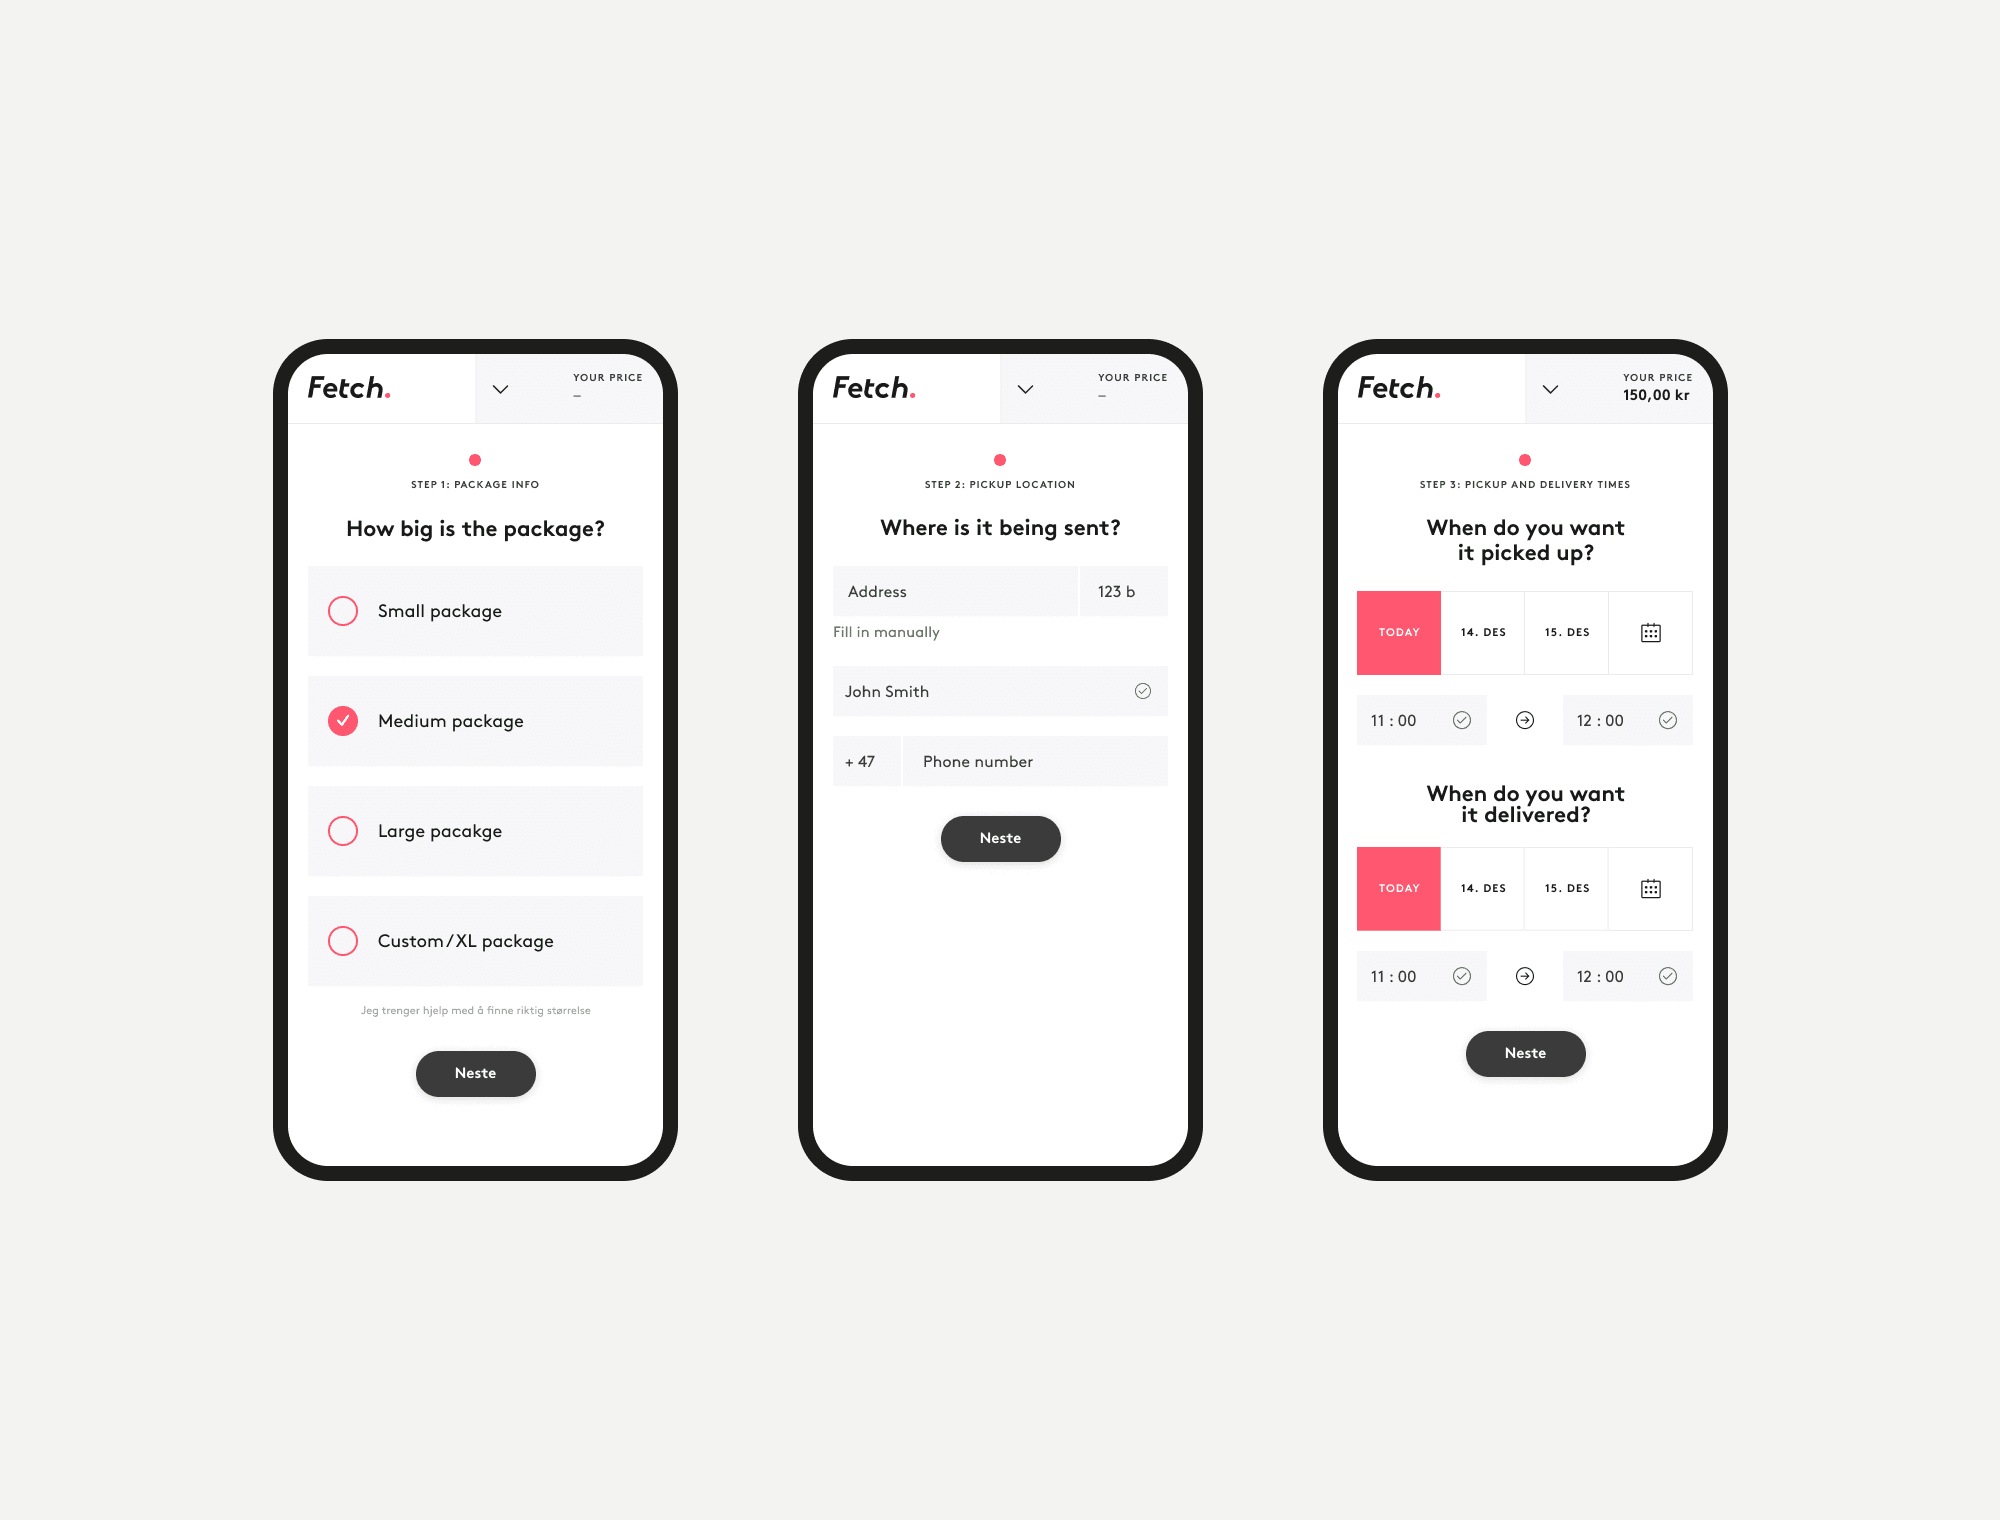 Fetch.
YOUR PRICE
–
STEP 1: PACKAGE INFO
How big is the package?
Small package
Medium package
Large pacakge
Custom/XL package
Jeg trenger hjelp med å finne riktig størrelse
Neste
Fetch.
YOUR PRICE
–
STEP 2: PICKUP LOCATION
Where is it being sent?
Address 123 b
Fill in manually
John Smith
+ 47 Phone number
Neste
Fetch.
YOUR PRICE
150,00 kr
STEP 3: PICKUP AND DELIVERY TIMES
When do you want
it picked up?
TODAY 14. DES 15. DES
11 : 00 12 : 00
When do you want
it delivered?
TODAY 14. DES 15. DES
11 : 00 12 : 00
Neste